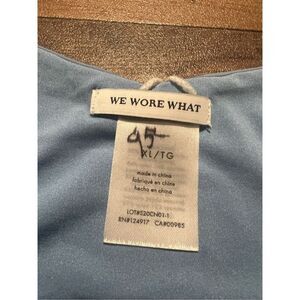 WE WORE WHAT
XL/TG
made in china
fabriqué en chine
hecho en china
LOT#S20CN01-1
RN#124917 CA#00985